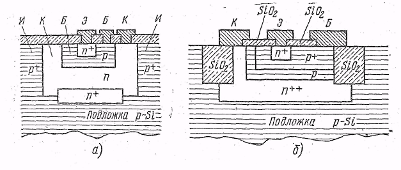 И К Б Э Б К И
n+
p+ p p+
n
p+
Подложка p-Si
а)
SiO₂ SiO₂
К Э Б
n+ p+
SiO₂ p SiO₂
n++
Подложка p-Si
б)